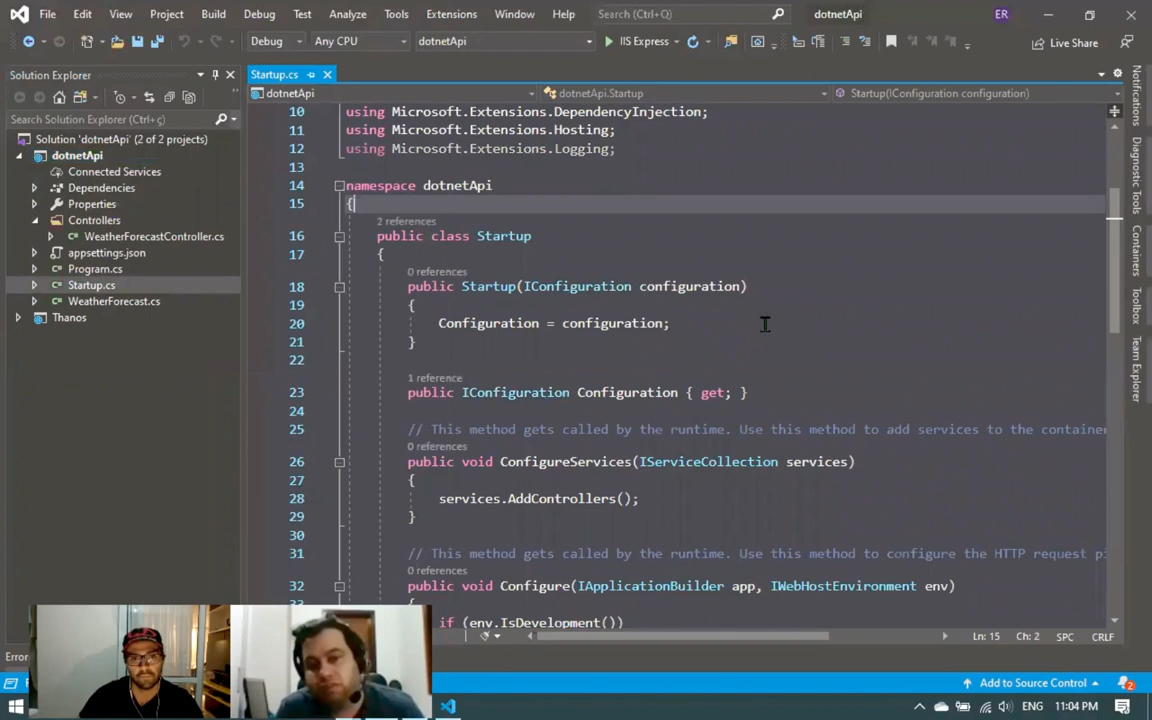 File Edit View Project Build Debug Test Analyze Tools Extensions Window Help Search (Ctrl+Q) dotnetApi ER
Debug Any CPU dotnetApi IIS Express Live Share
Solution Explorer
Search Solution Explorer (Ctrl+ç)
Solution 'dotnetApi' (2 of 2 projects)
dotnetApi
Connected Services
Dependencies
Properties
Controllers
WeatherForecastController.cs
appsettings.json
Program.cs
Startup.cs
WeatherForecast.cs
Thanos
Startup.cs
dotnetApi dotnetApi.Startup Startup(IConfiguration configuration)
10 using Microsoft.Extensions.DependencyInjection;
11 using Microsoft.Extensions.Hosting;
12 using Microsoft.Extensions.Logging;
13
14 namespace dotnetApi
15 {
2 references
16 public class Startup
17 {
0 references
18 public Startup(IConfiguration configuration)
19 {
20 Configuration = configuration;
21 }
22
1 reference
23 public IConfiguration Configuration { get; }
24
25 // This method gets called by the runtime. Use this method to add services to the container
0 references
26 public void ConfigureServices(IServiceCollection services)
27 {
28 services.AddControllers();
29 }
30
31 // This method gets called by the runtime. Use this method to configure the HTTP request pi
0 references
32 public void Configure(IApplicationBuilder app, IWebHostEnvironment env)
{
if (env.IsDevelopment())
Ln: 15 Ch: 2 SPC CRLF
Notifications
Diagnostic Tools
Containers
Toolbox
Team Explorer
Add to Source Control 2
ENG 11:04 PM